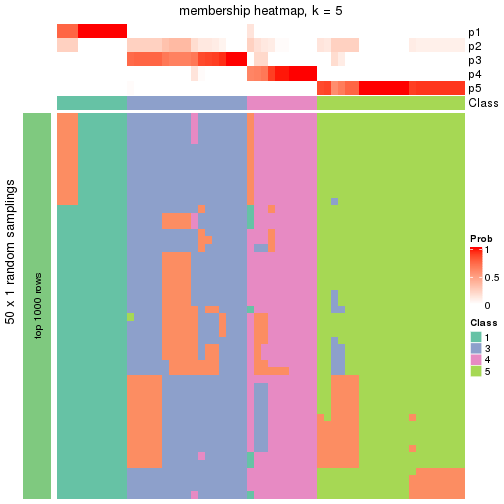 membership heatmap, k = 5
p1
p2
p3
p4
p5
Class
50 x 1 random samplings
top 1000 rows
Prob
1
0.5
0
Class
1
3
4
5